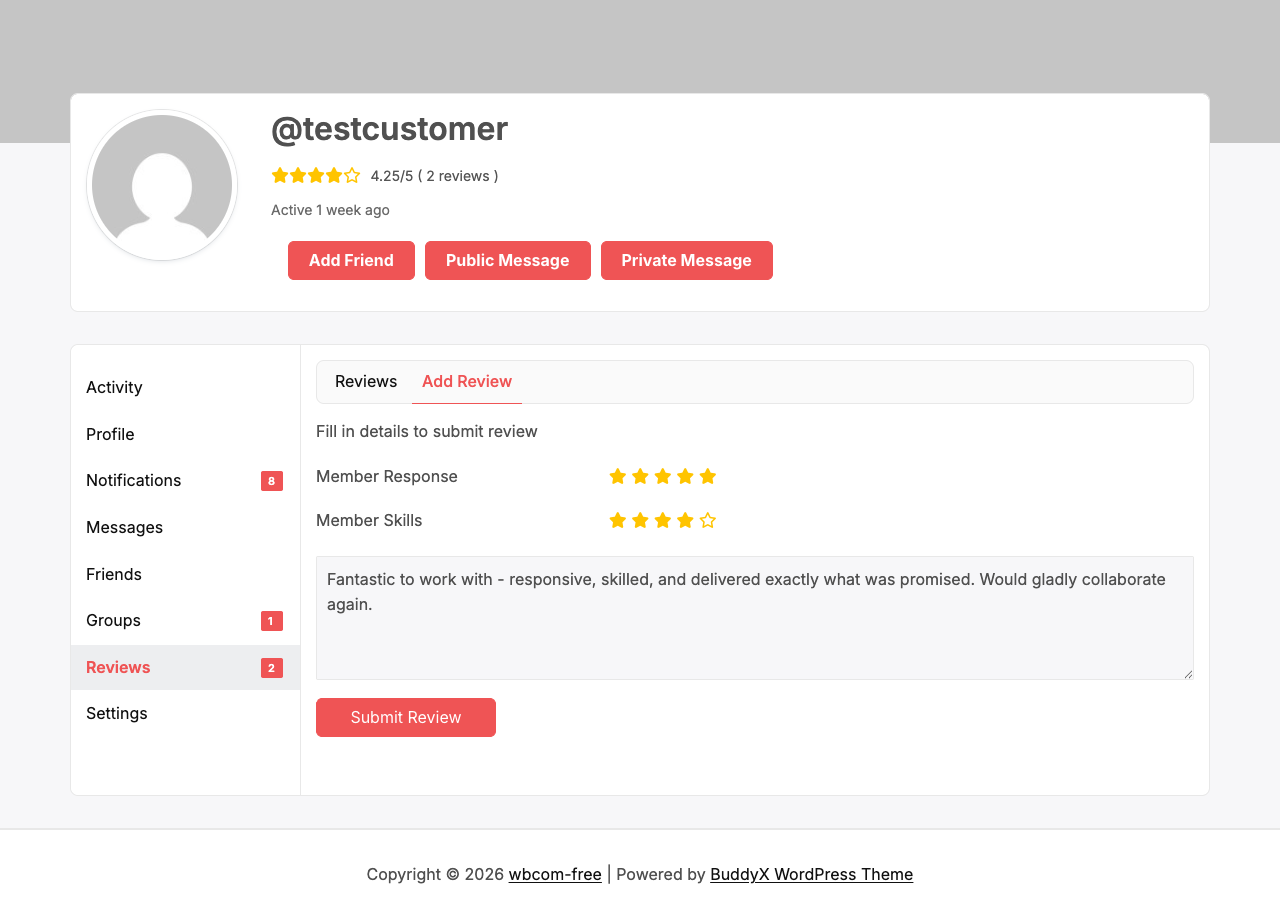 @testcustomer
4.25/5 ( 2 reviews )
Active 1 week ago
Add Friend
Public Message
Private Message
Activity
Profile
Notifications 8
Messages
Friends
Groups 1
Reviews 2
Settings
Reviews
Add Review
Fill in details to submit review
Member Response
Member Skills
Fantastic to work with - responsive, skilled, and delivered exactly what was promised. Would gladly collaborate
again.
Submit Review
Copyright © 2026 wbcom-free | Powered by BuddyX WordPress Theme